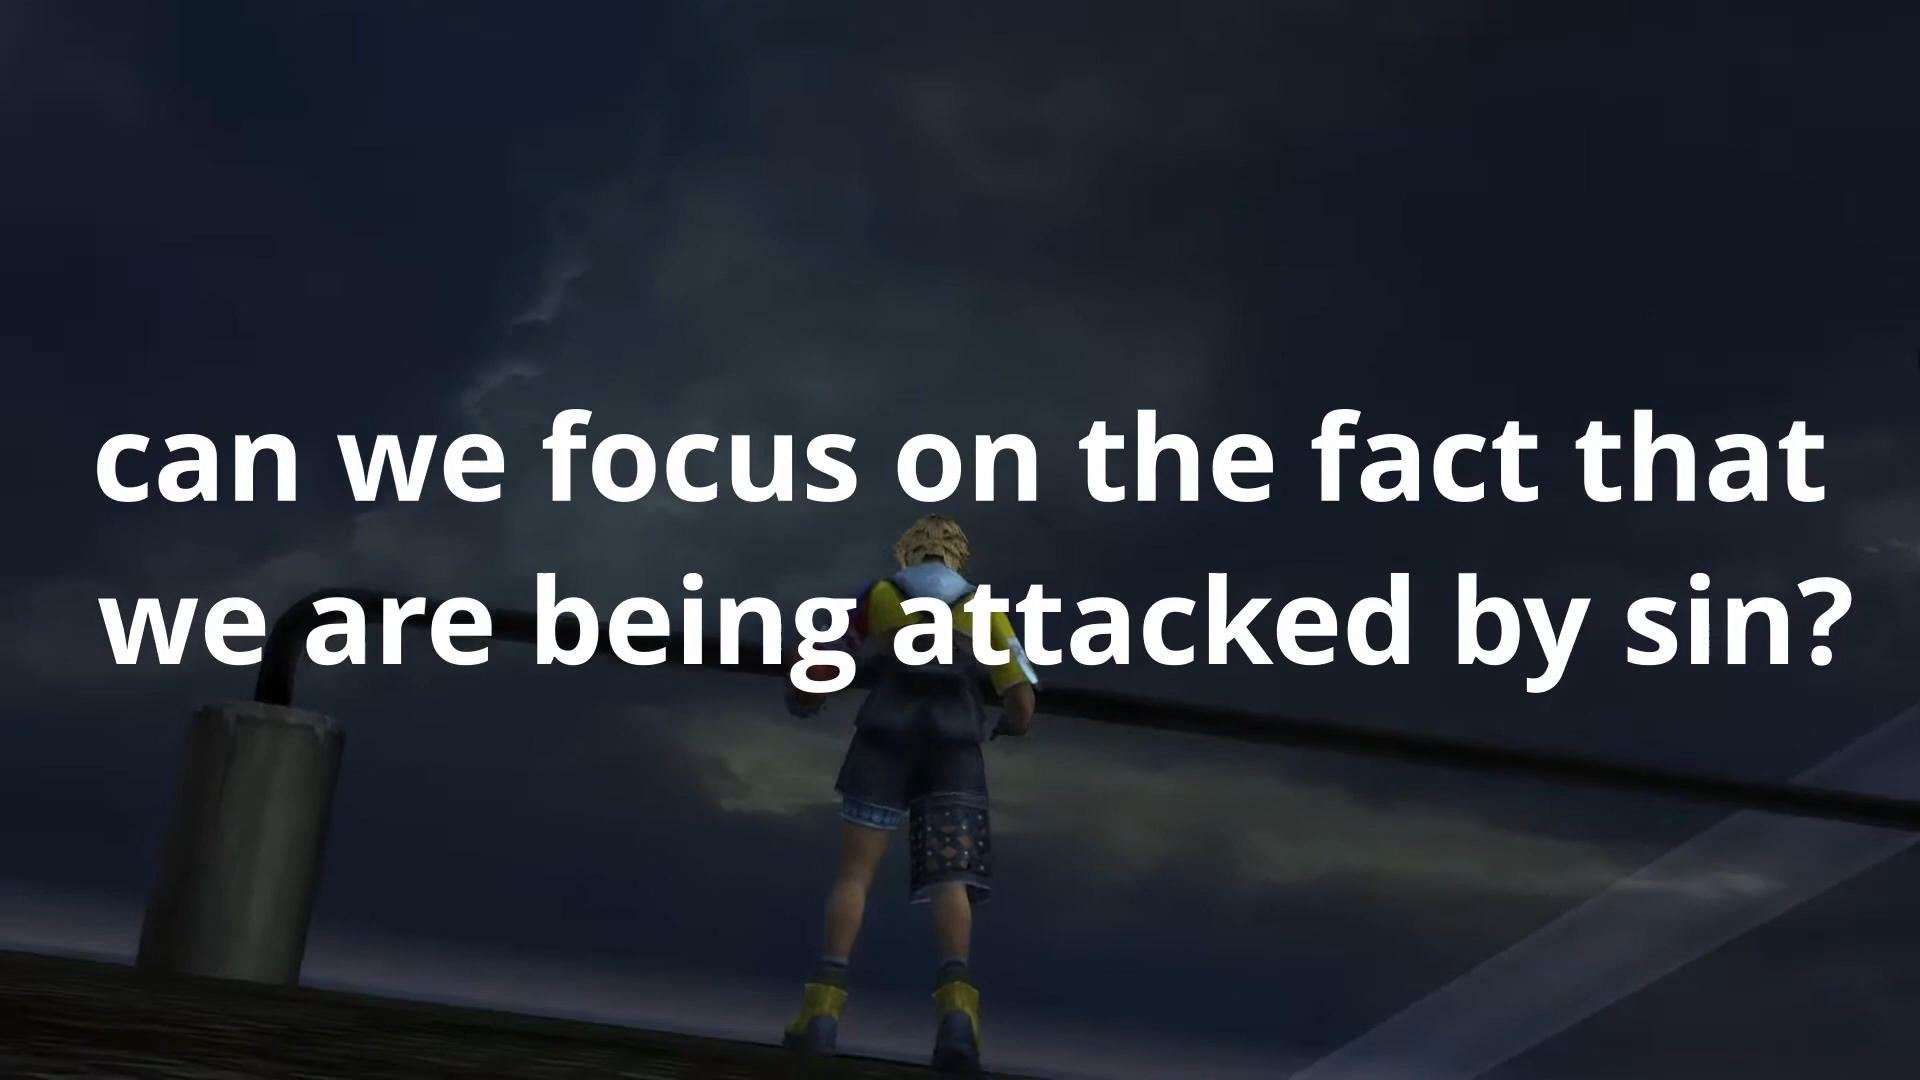 can we focus on the fact that
we are being attacked by sin?